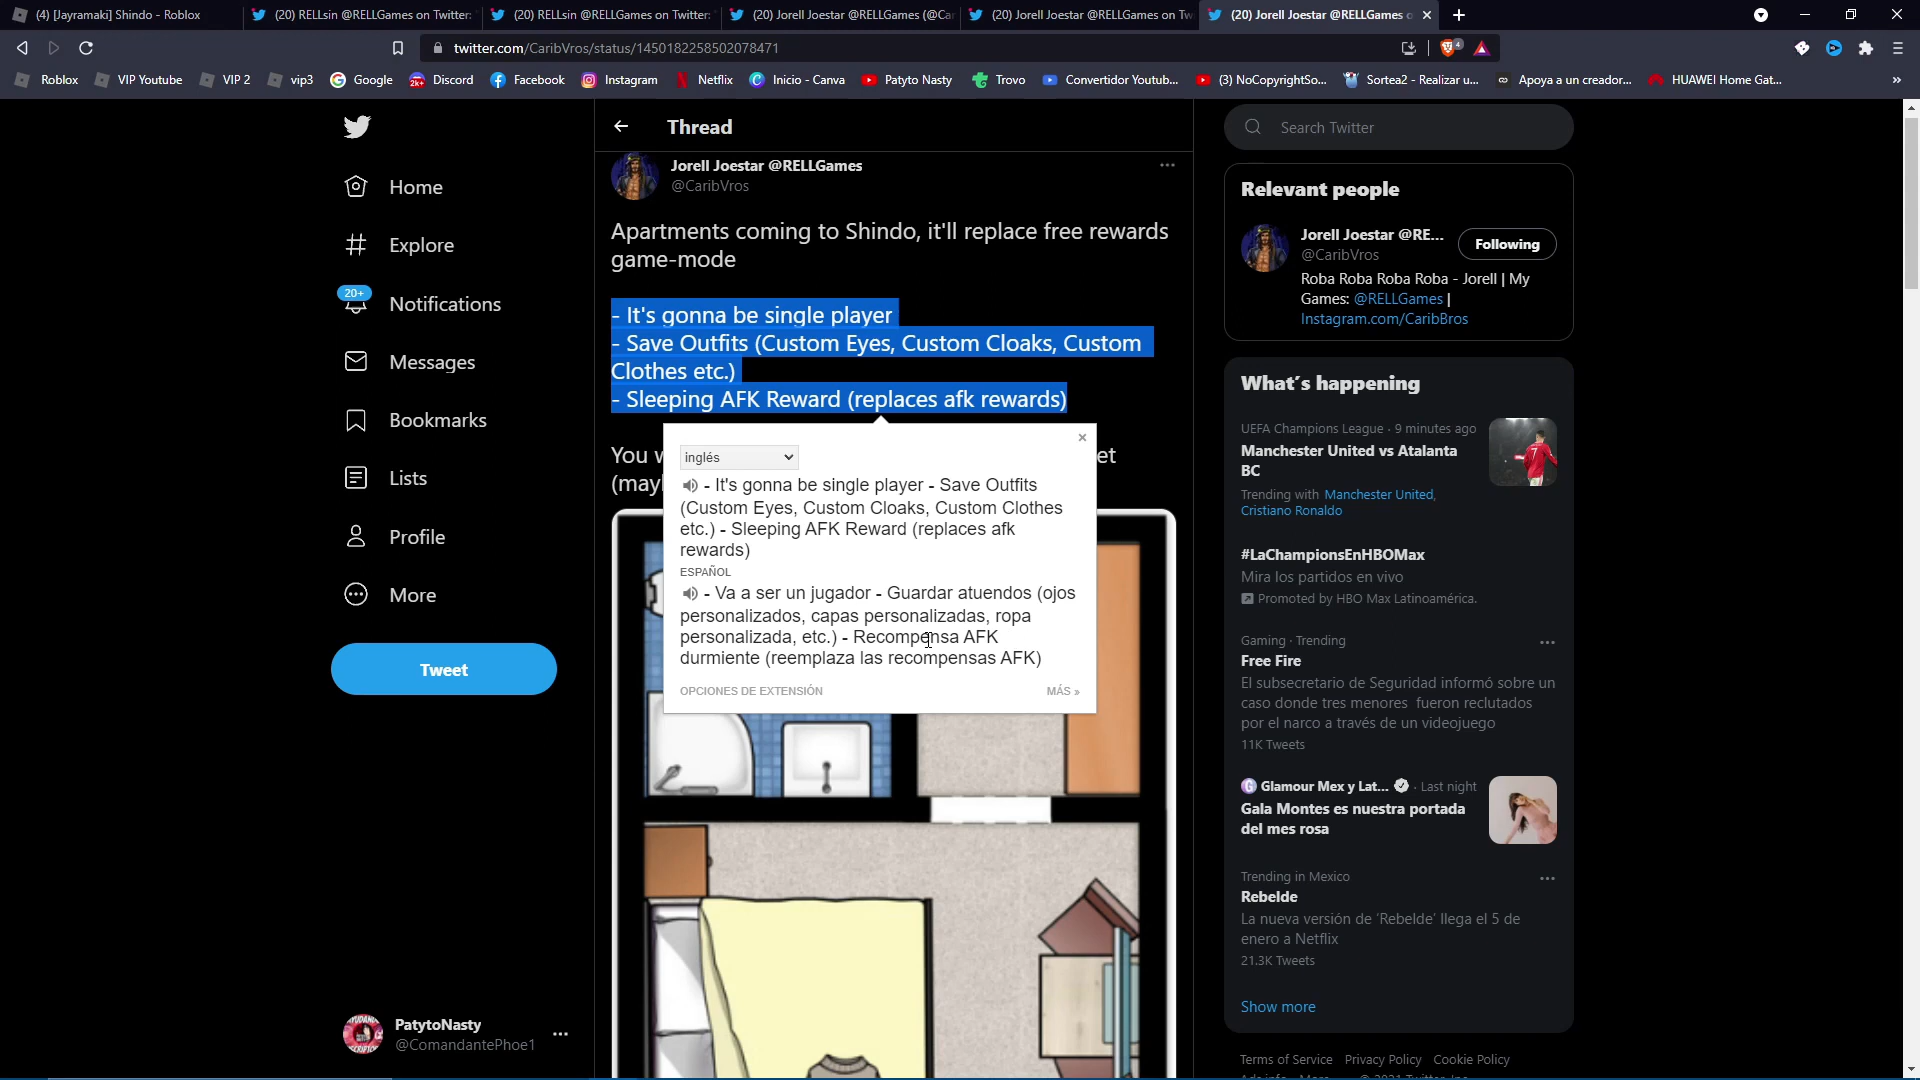 (4) [Jayramaki] Shindo - Roblox
(20) RELLsin @RELLGames on Twitter:
(20) RELLsin @RELLGames on Twitter:
(20) Jorell Joestar @RELLGames (@Car
(20) Jorell Joestar @RELLGames on Tw
(20) Jorell Joestar @RELLGames o
twitter.com/CaribVros/status/1450182258502078471
4
Roblox
VIP Youtube
VIP 2
vip3
Google
2K+
Discord
Facebook
Instagram
Netflix
Inicio - Canva
Patyto Nasty
Trovo
Convertidor Youtub...
(3) NoCopyrightSo...
Sortea2 - Realizar u...
Apoya a un creador...
HUAWEI Home Gat...
Home
Explore
20+
Notifications
Messages
Bookmarks
Lists
Profile
More
Tweet
PatytoNasty
@ComandantePhoe1
Thread
Jorell Joestar @RELLGames
@CaribVros
Apartments coming to Shindo, it'll replace free rewards
game-mode
- It's gonna be single player
- Save Outfits (Custom Eyes, Custom Cloaks, Custom
Clothes etc.)
- Sleeping AFK Reward (replaces afk rewards)
You
inglés
- It's gonna be single player - Save Outfits
(Custom Eyes, Custom Cloaks, Custom Clothes
etc.) - Sleeping AFK Reward (replaces afk
rewards)
ESPAÑOL
- Va a ser un jugador - Guardar atuendos (ojos
personalizados, capas personalizadas, ropa
personalizada, etc.) - Recompensa AFK
durmiente (reemplaza las recompensas AFK)
OPCIONES DE EXTENSIÓN
MÁS »
Search Twitter
Relevant people
Jorell Joestar @RE...
@CaribVros
Following
Roba Roba Roba Roba - Jorell | My
Games: @RELLGames |
Instagram.com/CaribBros
What's happening
UEFA Champions League · 9 minutes ago
Manchester United vs Atalanta
BC
Trending with Manchester United,
Cristiano Ronaldo
#LaChampionsEnHBOMax
Mira los partidos en vivo
Promoted by HBO Max Latinoamérica.
Gaming · Trending
Free Fire
El subsecretario de Seguridad informó sobre un
caso donde tres menores fueron reclutados
por el narco a través de un videojuego
11K Tweets
Glamour Mex y Lat... · Last night
Gala Montes es nuestra portada
del mes rosa
Trending in Mexico
Rebelde
La nueva versión de 'Rebelde' llega el 5 de
enero a Netflix
21.3K Tweets
Show more
Terms of Service Privacy Policy Cookie Policy